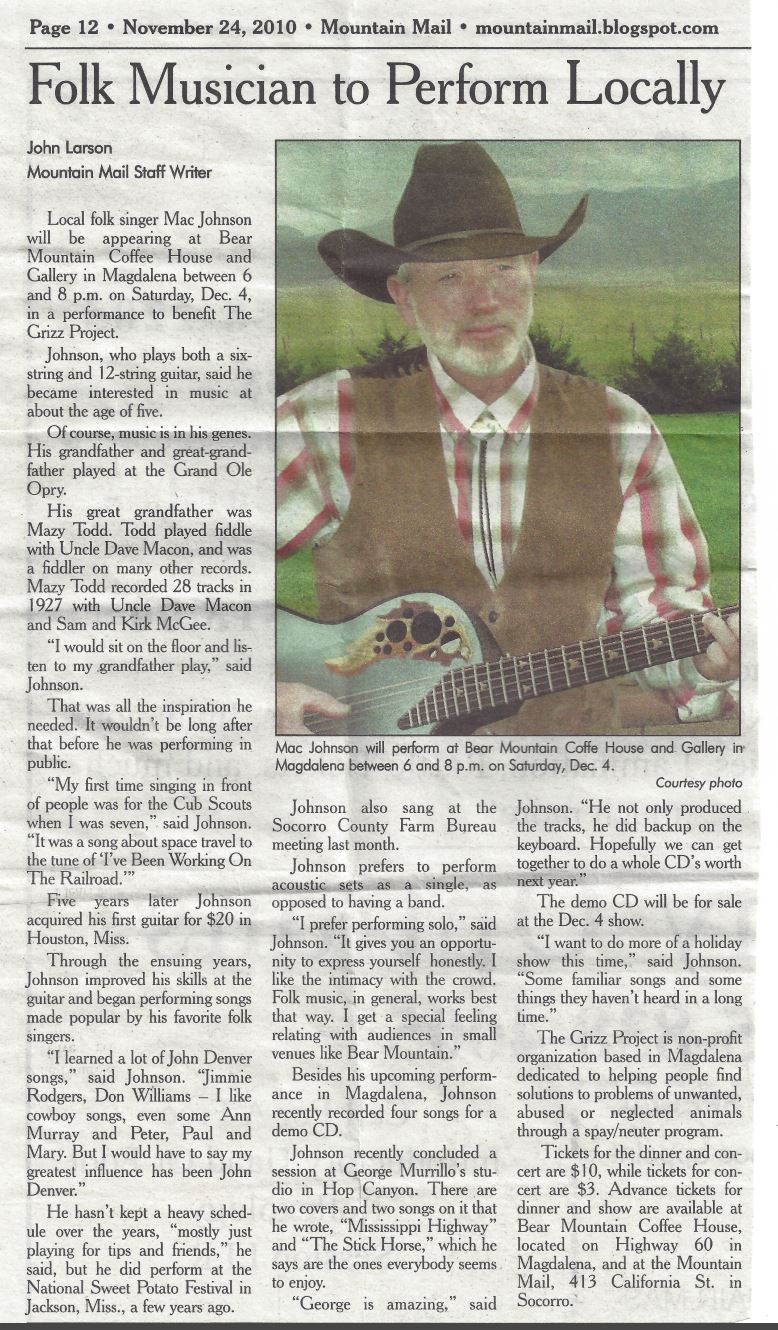 Page 12 • November 24, 2010 • Mountain Mail • mountainmail.blogspot.com
Folk Musician to Perform Locally
John Larson
Mountain Mail Staff Writer
Local folk singer Mac Johnson
will be appearing at Bear
Mountain Coffee House and
Gallery in Magdalena between 6
and 8 p.m. on Saturday, Dec. 4,
in a performance to benefit The
Grizz Project.
Johnson, who plays both a six-
string and 12-string guitar, said he
became interested in music at
about the age of five.
Of course, music is in his genes.
His grandfather and great-grand-
father played at the Grand Ole
Opry.
His great grandfather was
Mazy Todd. Todd played fiddle
with Uncle Dave Macon, and was
a fiddler on many other records.
Mazy Todd recorded 28 tracks in
1927 with Uncle Dave Macon
and Sam and Kirk McGee.
“I would sit on the floor and lis-
ten to my grandfather play,” said
Johnson.
That was all the inspiration he
needed. It wouldn’t be long after
that before he was performing in
public.
“My first time singing in front
of people was for the Cub Scouts
when I was seven,” said Johnson.
“It was a song about space travel to
the tune of ‘I’ve Been Working On
The Railroad.’”
Five years later Johnson
acquired his first guitar for $20 in
Houston, Miss.
Through the ensuing years,
Johnson improved his skills at the
guitar and began performing songs
made popular by his favorite folk
singers.
“I learned a lot of John Denver
songs,” said Johnson. “Jimmie
Rodgers, Don Williams – I like
cowboy songs, even some Ann
Murray and Peter, Paul and
Mary. But I would have to say my
greatest influence has been John
Denver.”
He hasn’t kept a heavy sched-
ule over the years, “mostly just
playing for tips and friends,” he
said, but he did perform at the
National Sweet Potato Festival in
Jackson, Miss., a few years ago.
Mac Johnson will perform at Bear Mountain Coffe House and Gallery in
Magdalena between 6 and 8 p.m. on Saturday, Dec. 4.
Courtesy photo
Johnson also sang at the
Socorro County Farm Bureau
meeting last month.
Johnson prefers to perform
acoustic sets as a single, as
opposed to having a band.
“I prefer performing solo,” said
Johnson. “It gives you an opportu-
nity to express yourself honestly. I
like the intimacy with the crowd.
Folk music, in general, works best
that way. I get a special feeling
relating with audiences in small
venues like Bear Mountain.”
Besides his upcoming perform-
ance in Magdalena, Johnson
recently recorded four songs for a
demo CD.
Johnson recently concluded a
session at George Murrillo’s stu-
dio in Hop Canyon. There are
two covers and two songs on it that
he wrote, “Mississippi Highway”
and “The Stick Horse,” which he
says are the ones everybody seems
to enjoy.
“George is amazing,” said
Johnson. “He not only produced
the tracks, he did backup on the
keyboard. Hopefully we can get
together to do a whole CD’s worth
next year.”
The demo CD will be for sale
at the Dec. 4 show.
“I want to do more of a holiday
show this time,” said Johnson.
“Some familiar songs and some
things they haven’t heard in a long
time.”
The Grizz Project is non-profit
organization based in Magdalena
dedicated to helping people find
solutions to problems of unwanted,
abused or neglected animals
through a spay/neuter program.
Tickets for the dinner and con-
cert are $10, while tickets for con-
cert are $3. Advance tickets for
dinner and show are available at
Bear Mountain Coffee House,
located on Highway 60 in
Magdalena, and at the Mountain
Mail, 413 California St. in
Socorro.